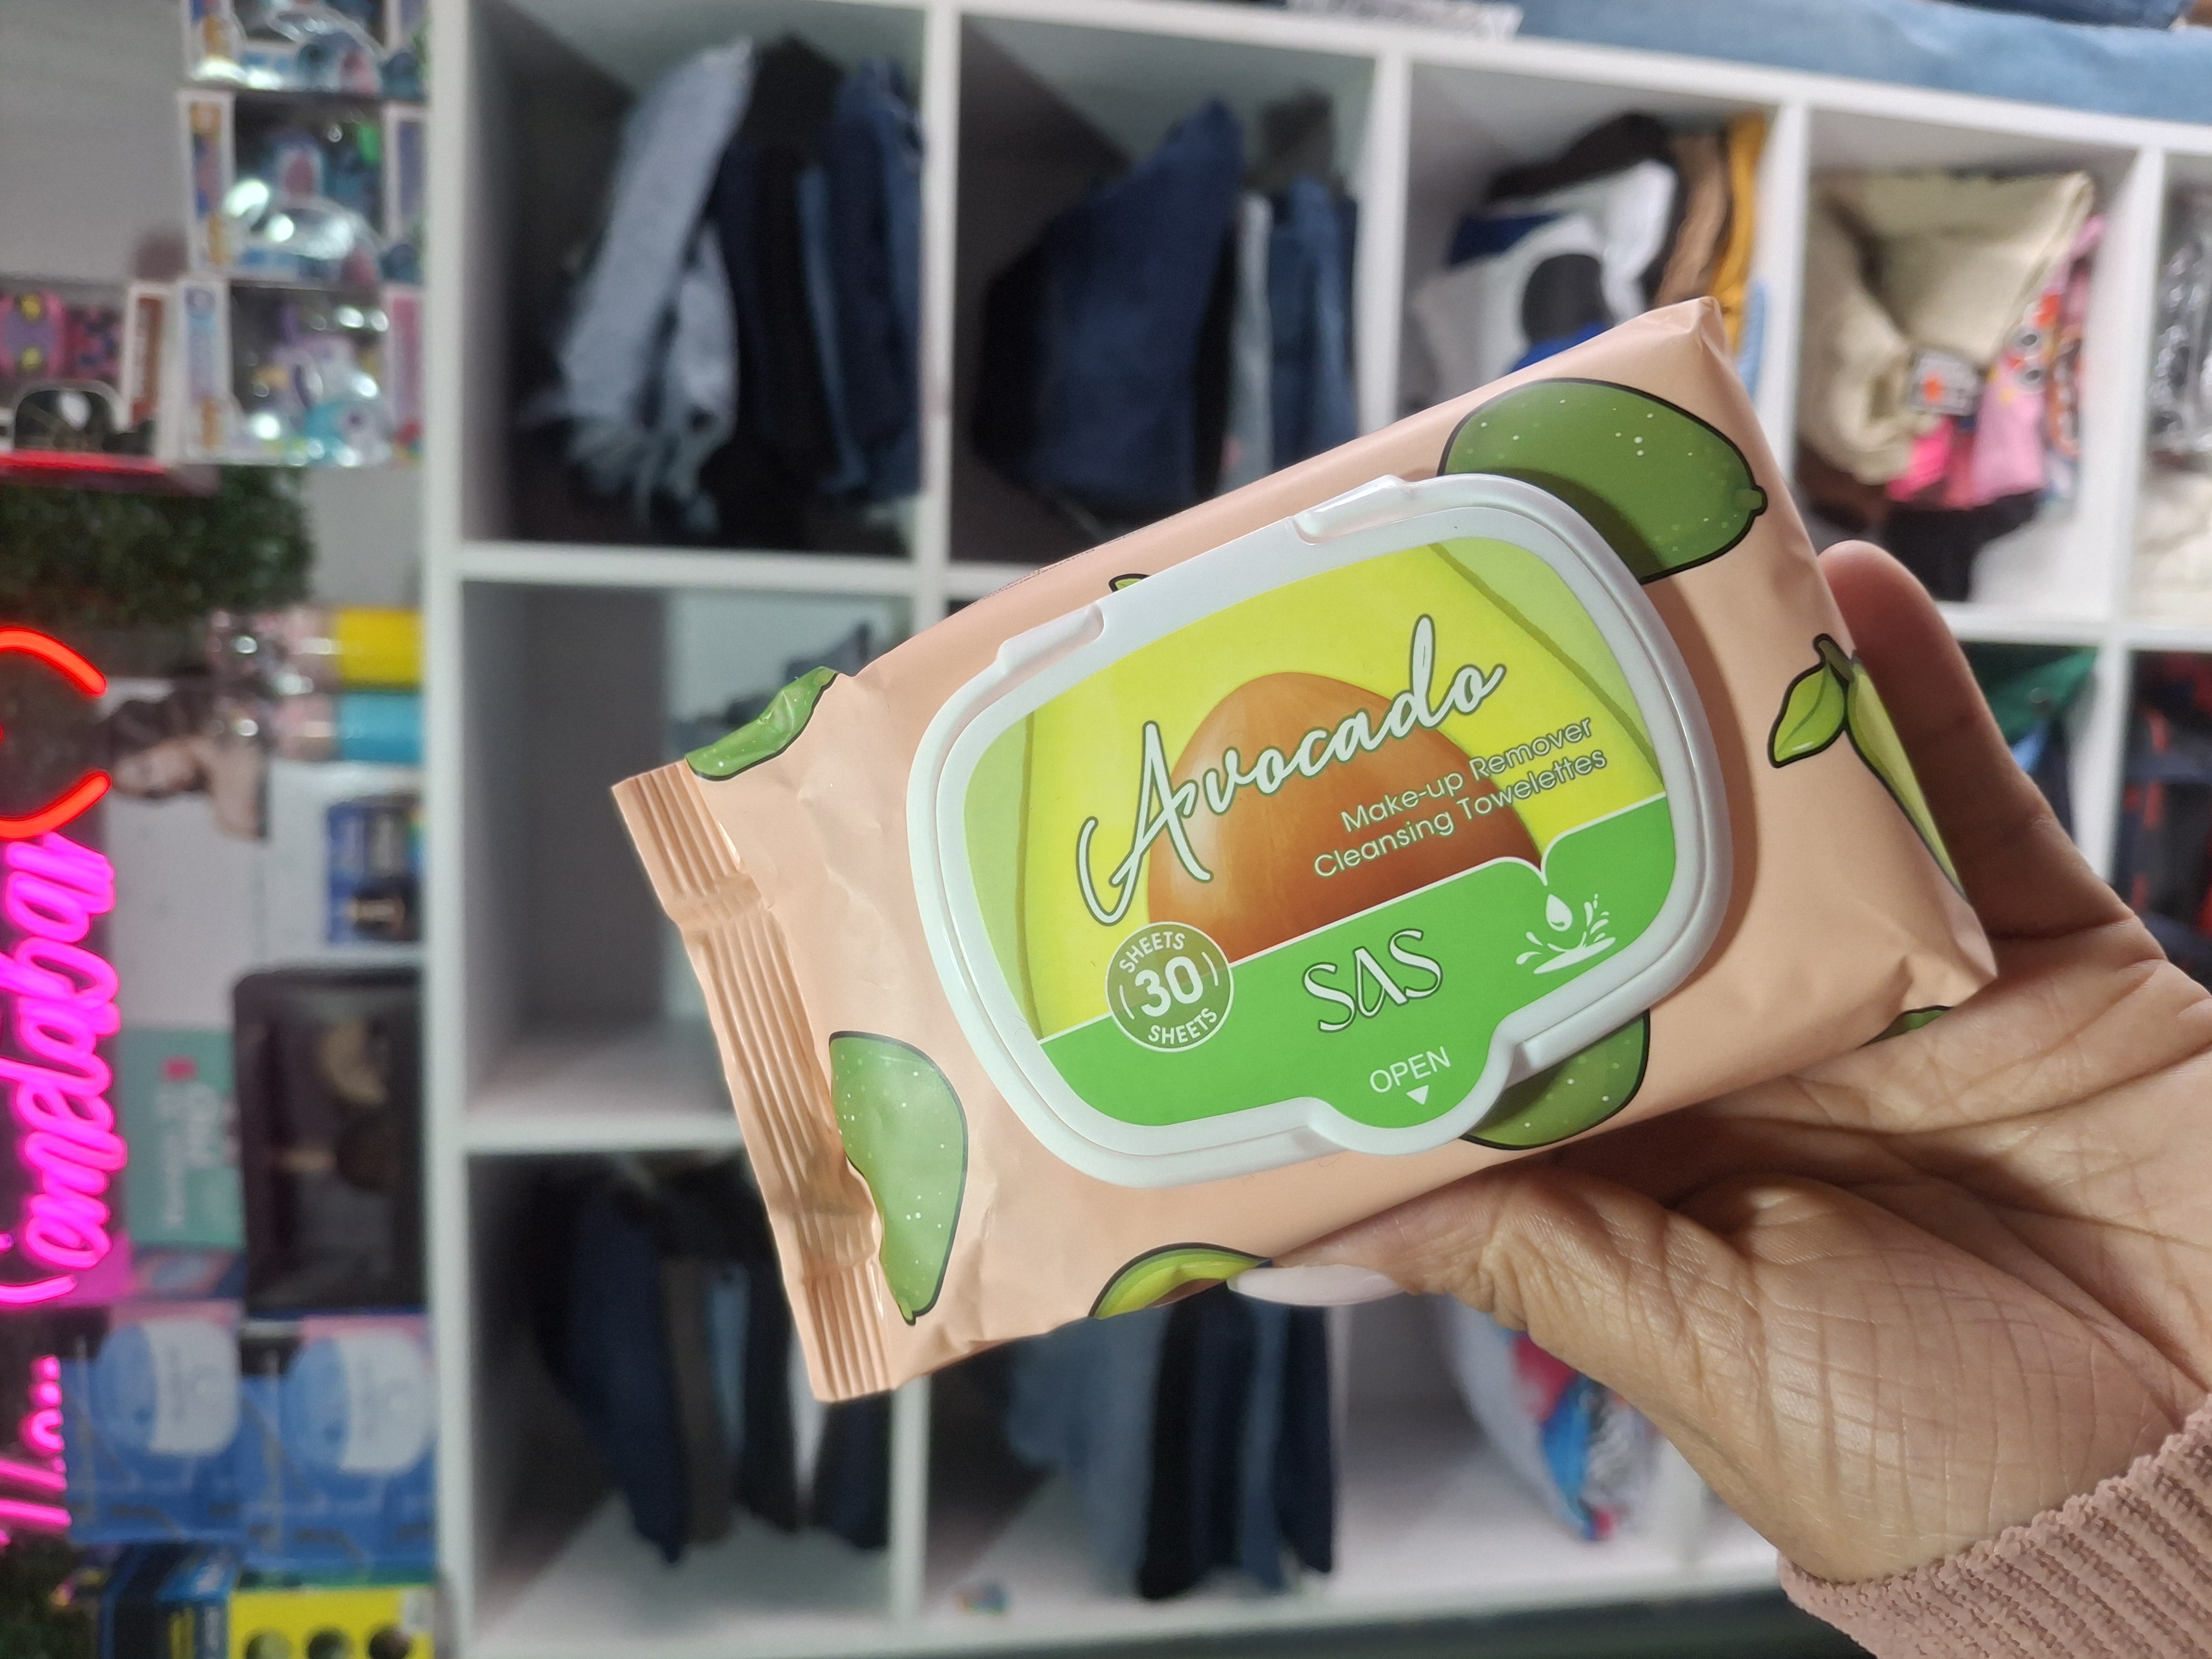 Avocado
Make-up Remover
Cleansing Towelettes
SHEETS
30
SHEETS
SAS
OPEN